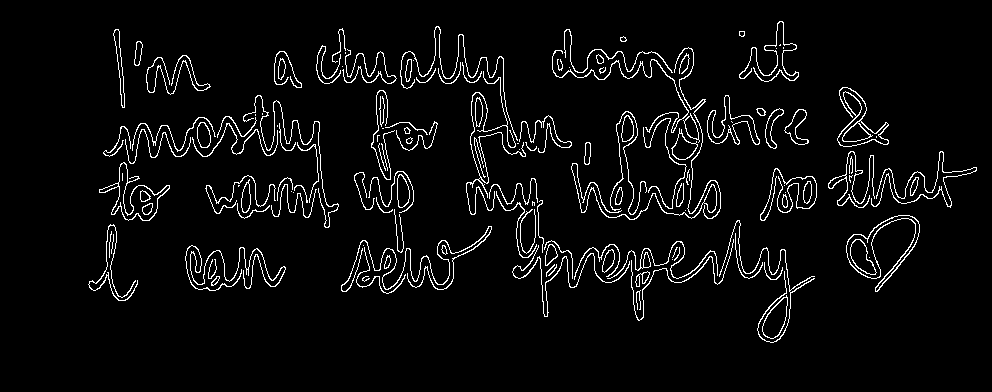 I'm actually doing it
mostly for fun, practice &
to warm up my hands so that
I can sew properly ♡